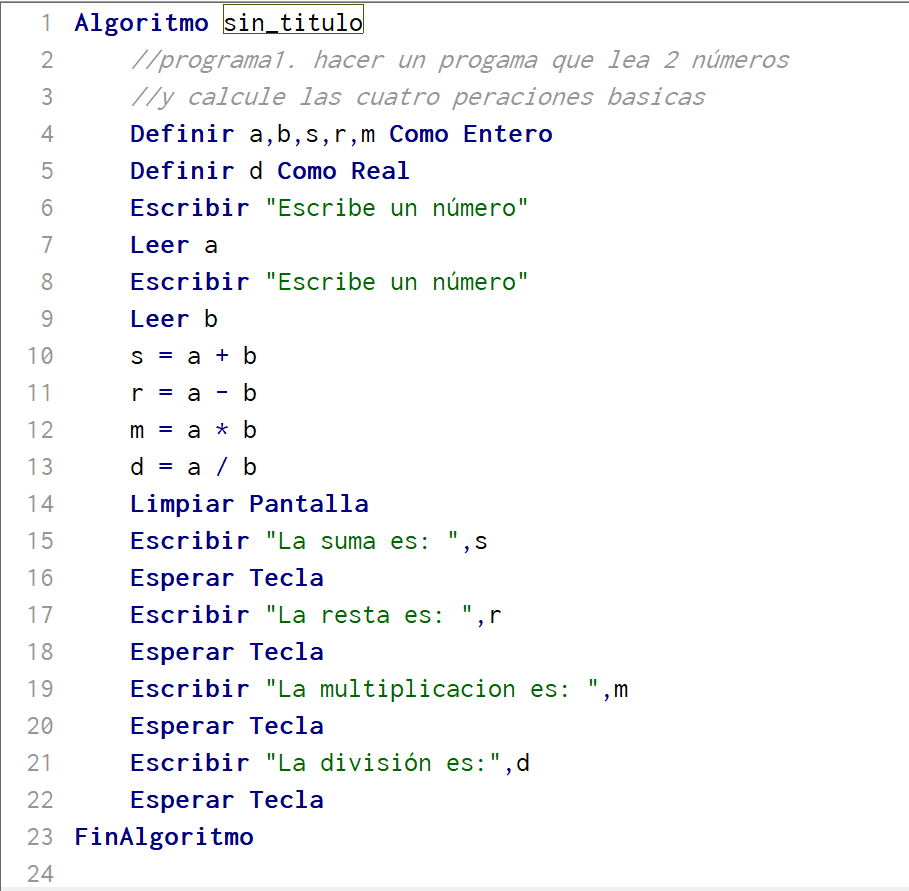 1 Algoritmo sin_titulo
2 //programa1. hacer un progama que lea 2 números
3 //y calcule las cuatro peraciones basicas
4 Definir a,b,s,r,m Como Entero
5 Definir d Como Real
6 Escribir "Escribe un número"
7 Leer a
8 Escribir "Escribe un número"
9 Leer b
10 s = a + b
11 r = a - b
12 m = a * b
13 d = a / b
14 Limpiar Pantalla
15 Escribir "La suma es: ",s
16 Esperar Tecla
17 Escribir "La resta es: ",r
18 Esperar Tecla
19 Escribir "La multiplicacion es: ",m
20 Esperar Tecla
21 Escribir "La división es:",d
22 Esperar Tecla
23 FinAlgoritmo
24